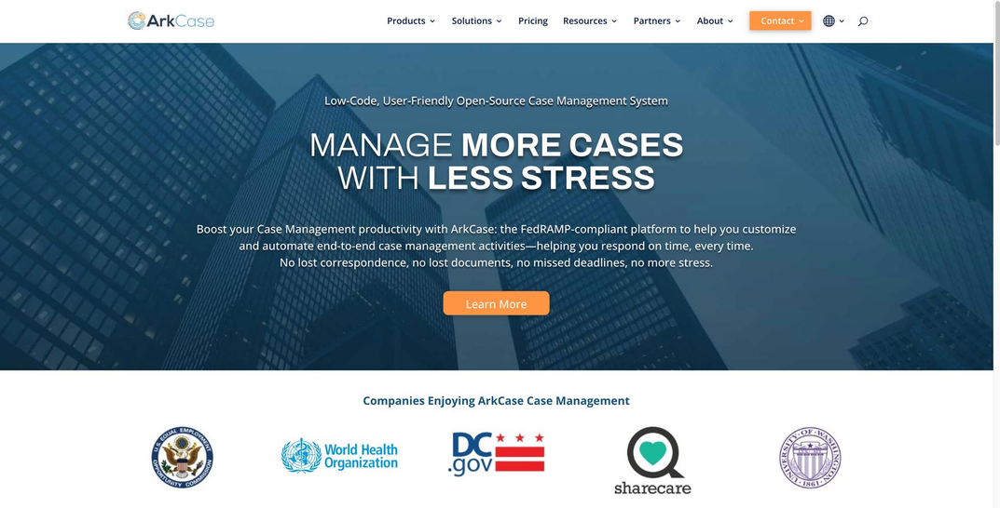 ArkCase
Products
Solutions
Pricing
Resources
Partners
About
Contact
Low-Code, User-Friendly Open-Source Case Management System
MANAGE MORE CASES
WITH LESS STRESS
Boost your Case Management productivity with ArkCase: the FedRAMP-compliant platform to help you customize
and automate end-to-end case management activities—helping you respond on time, every time.
No lost correspondence, no lost documents, no missed deadlines, no more stress.
Learn More
Companies Enjoying ArkCase Case Management
U.S. EQUAL EMPLOYMENT
OPPORTUNITY COMMISSION
World Health
Organization
DC
.gov
sharecare
UNIVERSITY OF WASHINGTON
1861